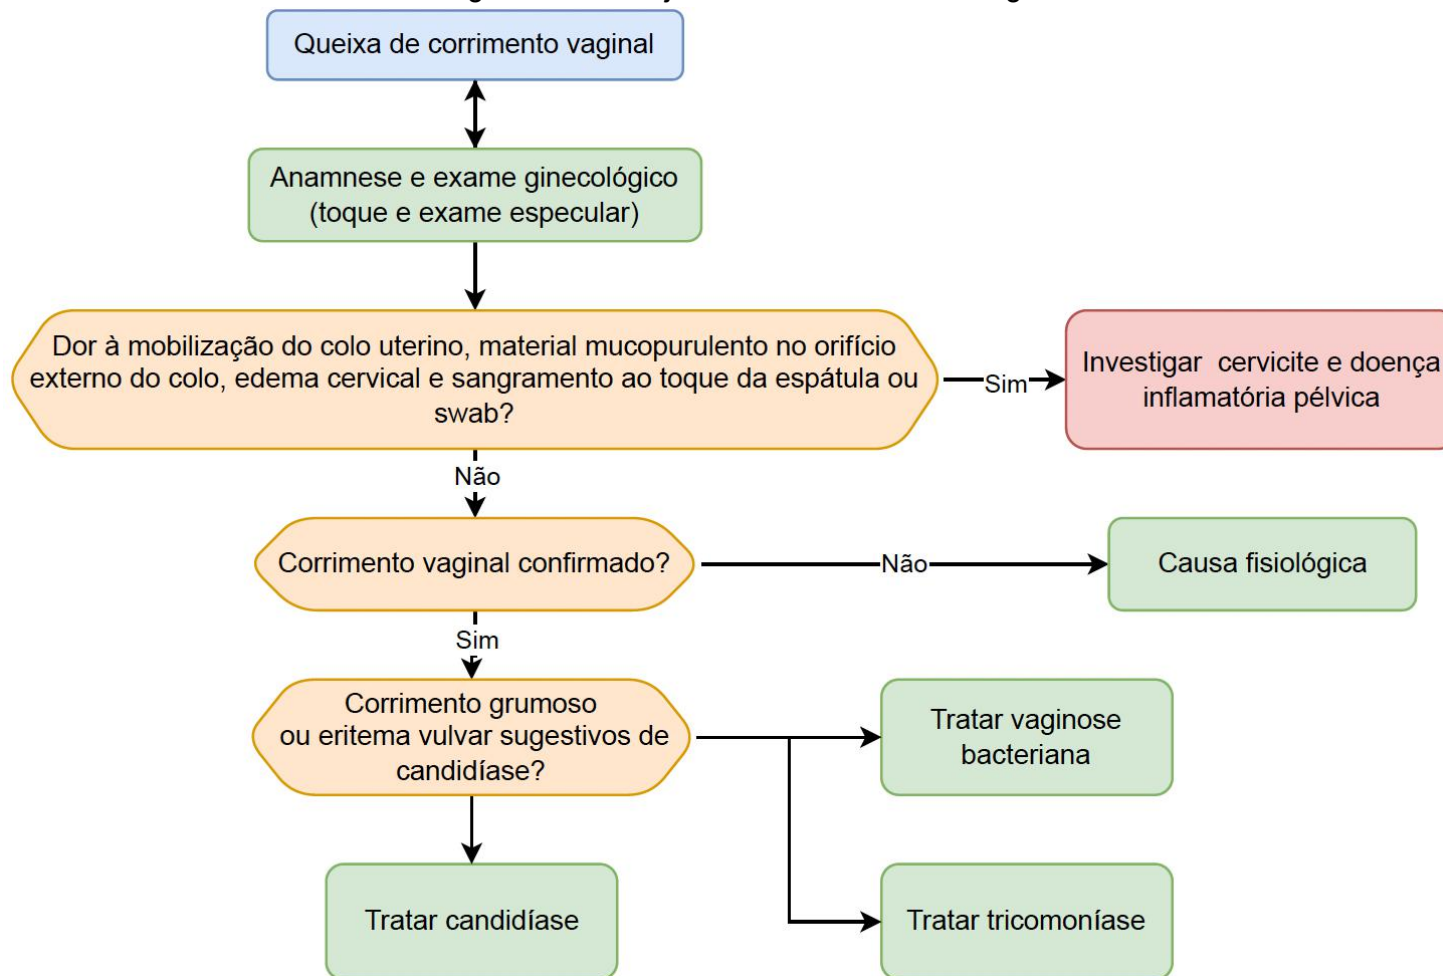 Queixa de corrimento vaginal
Anamnese e exame ginecológico
(toque e exame especular)
Dor à mobilização do colo uterino, material mucopurulento no orifício
externo do colo, edema cervical e sangramento ao toque da espátula ou
swab?
Sim
Investigar cervicite e doença
inflamatória pélvica
Não
Corrimento vaginal confirmado?
Não
Causa fisiológica
Sim
Corrimento grumoso
ou eritema vulvar sugestivos de
candidíase?
Tratar vaginose
bacteriana
Tratar candidíase
Tratar tricomoníase